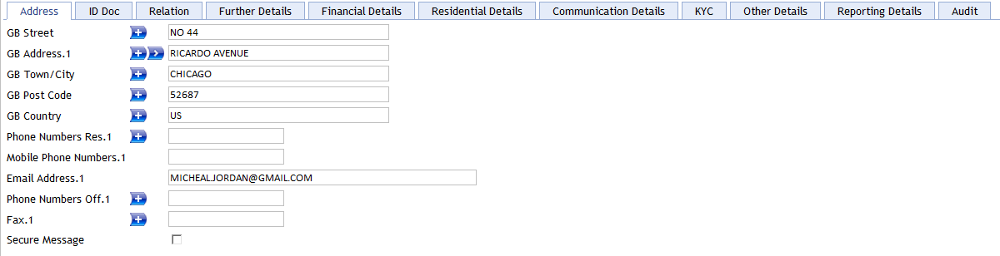 Address ID Doc Relation Further Details Financial Details Residential Details Communication Details KYC Other Details Reporting Details Audit
GB Street NO 44
GB Address.1 RICARDO AVENUE
GB Town/City CHICAGO
GB Post Code 52687
GB Country US
Phone Numbers Res.1
Mobile Phone Numbers.1
Email Address.1 MICHEAL.JORDAN@GMAIL.COM
Phone Numbers Off.1
Fax.1
Secure Message